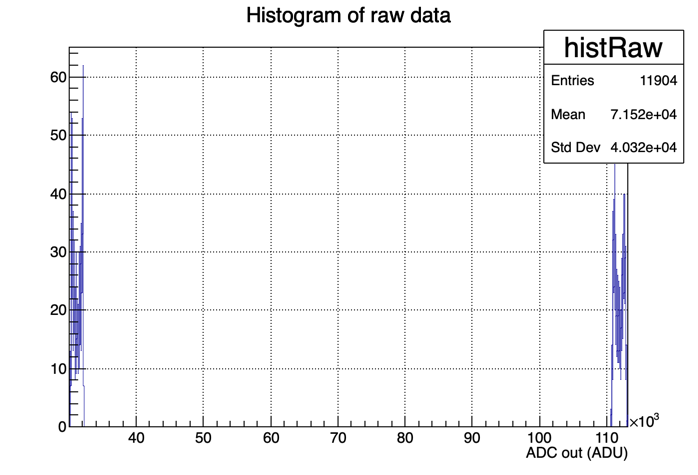 Histogram of raw data
histRaw
Entries 11904
Mean 7.152e+04
Std Dev 4.032e+04
60
50
40
30
20
10
0
40 50 60 70 80 90 100 110
×10³
ADC out (ADU)